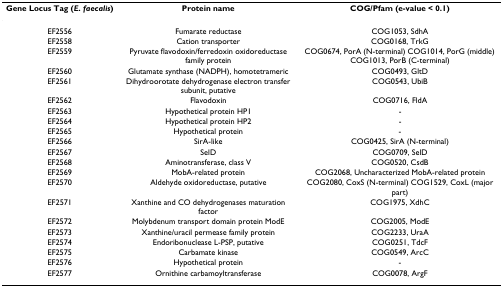 Gene Locus Tag (E. faecalis) Protein name COG/Pfam (e-value < 0.1)
EF2556 Fumarate reductase COG1053, SdhA
EF2558 Cation transporter COG0168, TrkG
EF2559 Pyruvate flavodoxin/ferredoxin oxidoreductase COG0674, PorA (N-terminal) COG1014, PorG (middle)
family protein COG1013, PorB (C-terminal)
EF2560 Glutamate synthase (NADPH), homotetrameric COG0493, GltD
EF2561 Dihydroorotate dehydrogenase electron transfer COG0543, UbiB
subunit, putative
EF2562 Flavodoxin COG0716, FldA
EF2563 Hypothetical protein HP1 -
EF2564 Hypothetical protein HP2 -
EF2565 Hypothetical protein -
EF2566 SirA-like COG0425, SirA (N-terminal)
EF2567 SelD COG0709, SelD
EF2568 Aminotransferase, class V COG0520, CsdB
EF2569 MobA-related protein COG2068, Uncharacterized MobA-related protein
EF2570 Aldehyde oxidoreductase, putative COG2080, CoxS (N-terminal) COG1529, CoxL (major
part)
EF2571 Xanthine and CO dehydrogenases maturation COG1975, XdhC
factor
EF2572 Molybdenum transport domain protein ModE COG2005, ModE
EF2573 Xanthine/uracil permease family protein COG2233, UraA
EF2574 Endoribonuclease L-PSP, putative COG0251, TdcF
EF2575 Carbamate kinase COG0549, ArcC
EF2576 Hypothetical protein -
EF2577 Ornithine carbamoyltransferase COG0078, ArgF